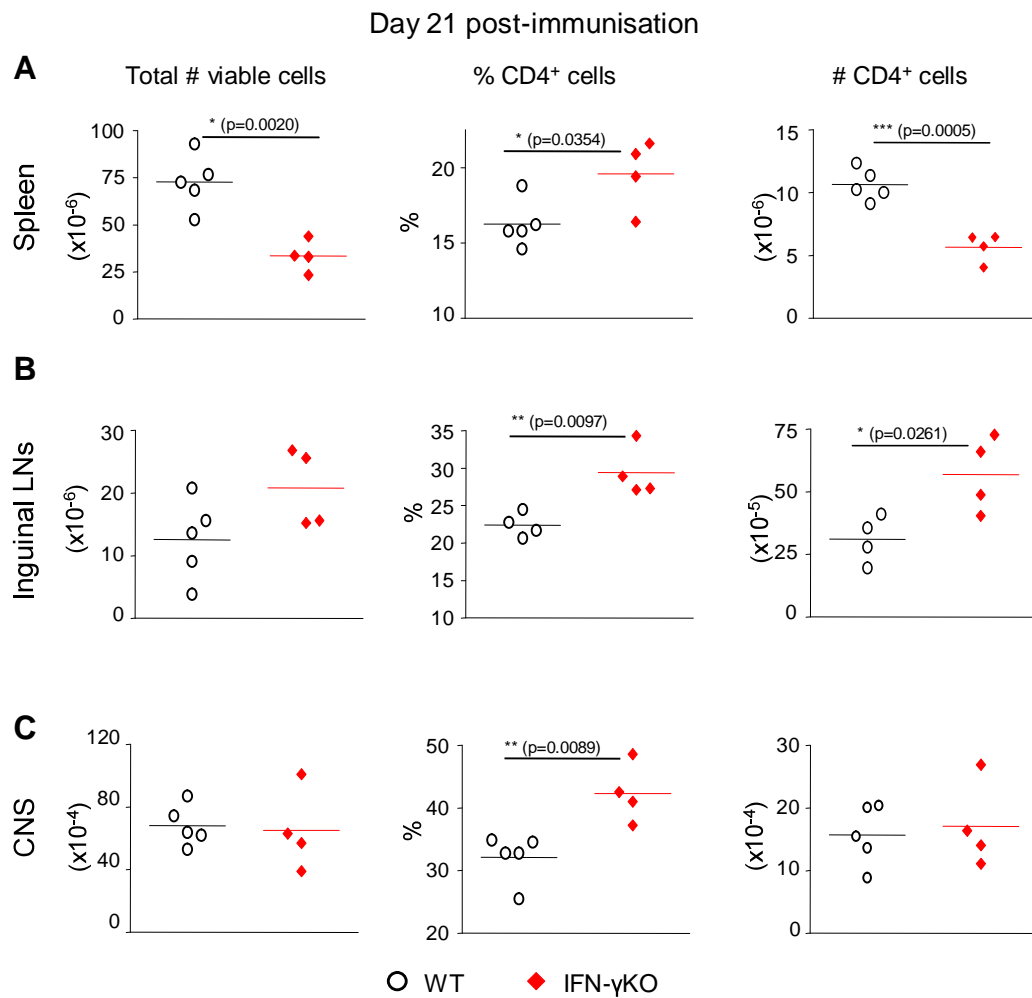 Day 21 post-immunisation
A
Total # viable cells
% CD4⁺ cells
# CD4⁺ cells
Spleen
(x10⁻⁶)
100
75
50
25
0
* (p=0.0020)
%
20
15
10
* (p=0.0354)
(x10⁻⁶)
15
10
5
0
*** (p=0.0005)
B
Inguinal LNs
(x10⁻⁶)
30
20
10
0
%
35
30
25
20
15
10
** (p=0.0097)
(x10⁻⁵)
75
50
25
0
* (p=0.0261)
C
CNS
(x10⁻⁴)
120
80
40
0
%
50
40
30
20
** (p=0.0089)
(x10⁻⁴)
30
20
10
0
WT
IFN-γKO